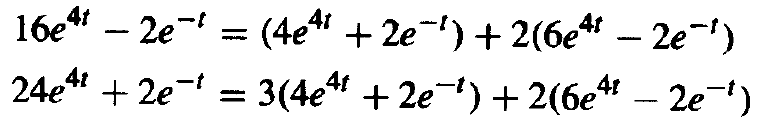 16e^{4t} − 2e^{−t} = (4e^{4t} + 2e^{−t}) + 2(6e^{4t} − 2e^{−t})
24e^{4t} + 2e^{−t} = 3(4e^{4t} + 2e^{−t}) + 2(6e^{4t} − 2e^{−t})